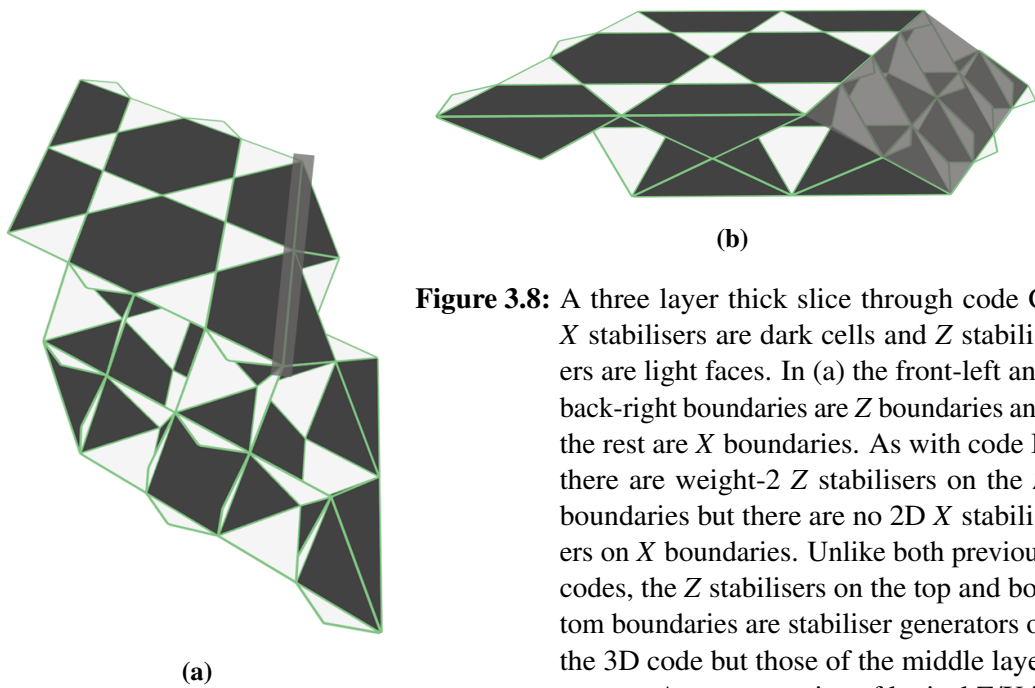 (b)
Figure 3.8: A three layer thick slice through code
X stabilisers are dark cells and Z stabilis-
ers are light faces. In (a) the front-left an
back-right boundaries are Z boundaries an
the rest are X boundaries. As with code
there are weight-2 Z stabilisers on the
boundaries but there are no 2D X stabilis-
ers on X boundaries. Unlike both previou
codes, the Z stabilisers on the top and bo
tom boundaries are stabiliser generators o
the 3D code but those of the middle laye
(a)